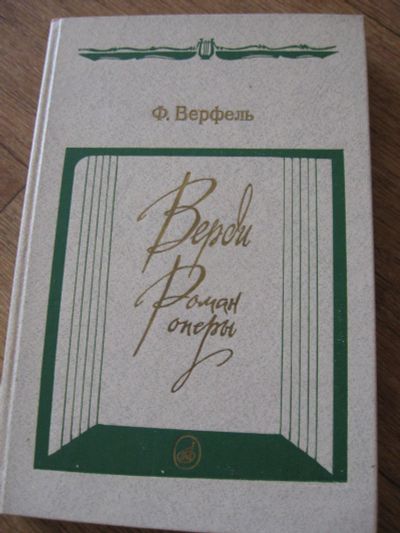 Ф. Верфель
Верди
Роман
оперы